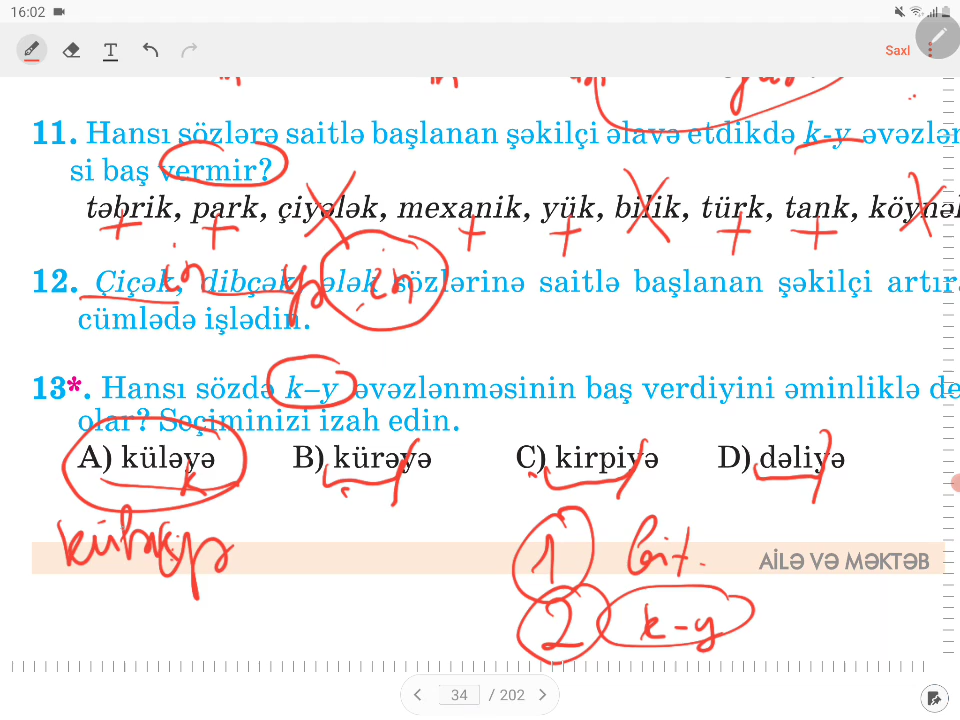 16:02
T
Saxl
11. Hansı sözlərə saitlə başlanan şəkilçi əlavə etdikdə k-y əvəzlən
si baş vermir?
təbrik, park, çiyələk, mexanik, yük, bilik, türk, tank, köynəl
in
y in
12. Çiçək, dibçək, ələk sözlərinə saitlə başlanan şəkilçi artıra
cümlədə işlədin.
13*. Hansı sözdə k–y əvəzlənməsinin baş verdiyini əminliklə de
olar? Seçiminizi izah edin.
A) küləyə B) kürəyə C) kirpiyə D) dəliyə
k
1
AİLƏ VƏ MƏKTƏB
2 k-y
34 / 202